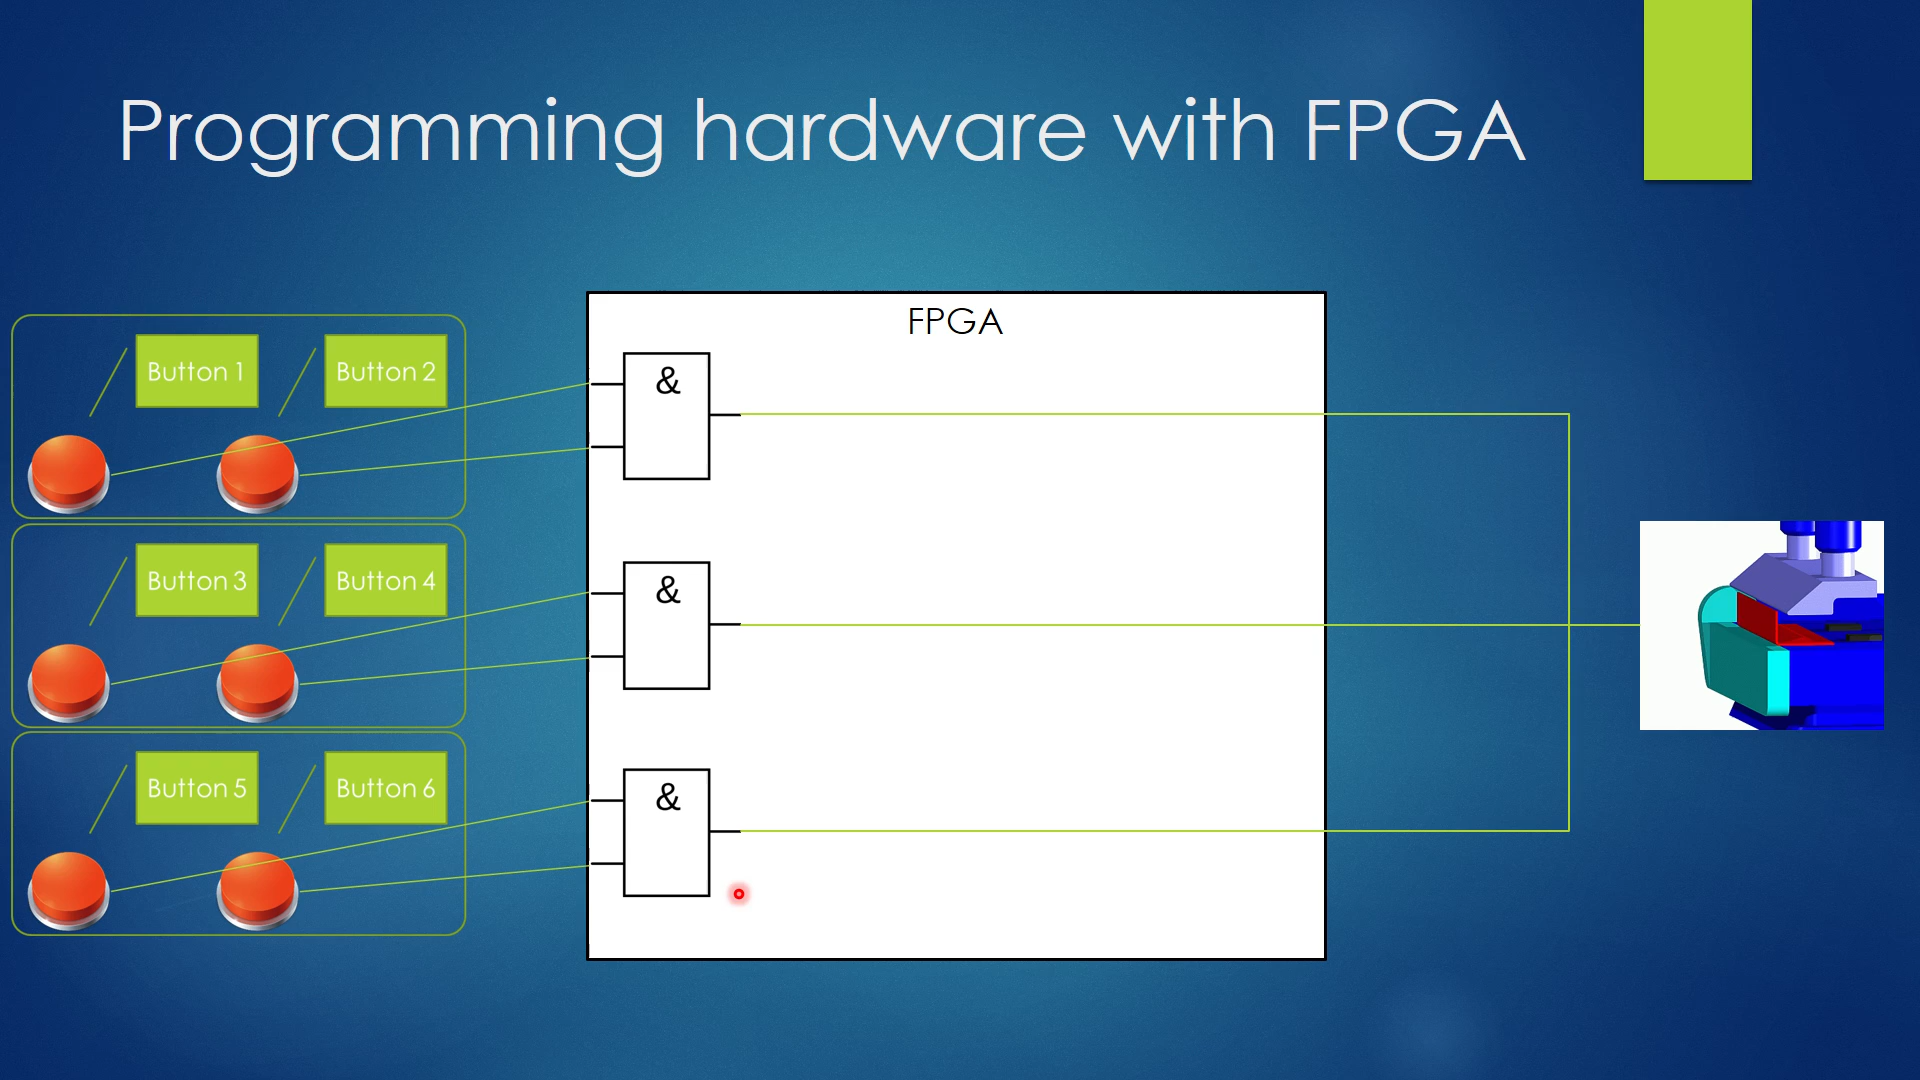 Programming hardware with FPGA
FPGA
Button 1
Button 2
&
Button 3
Button 4
&
Button 5
Button 6
&